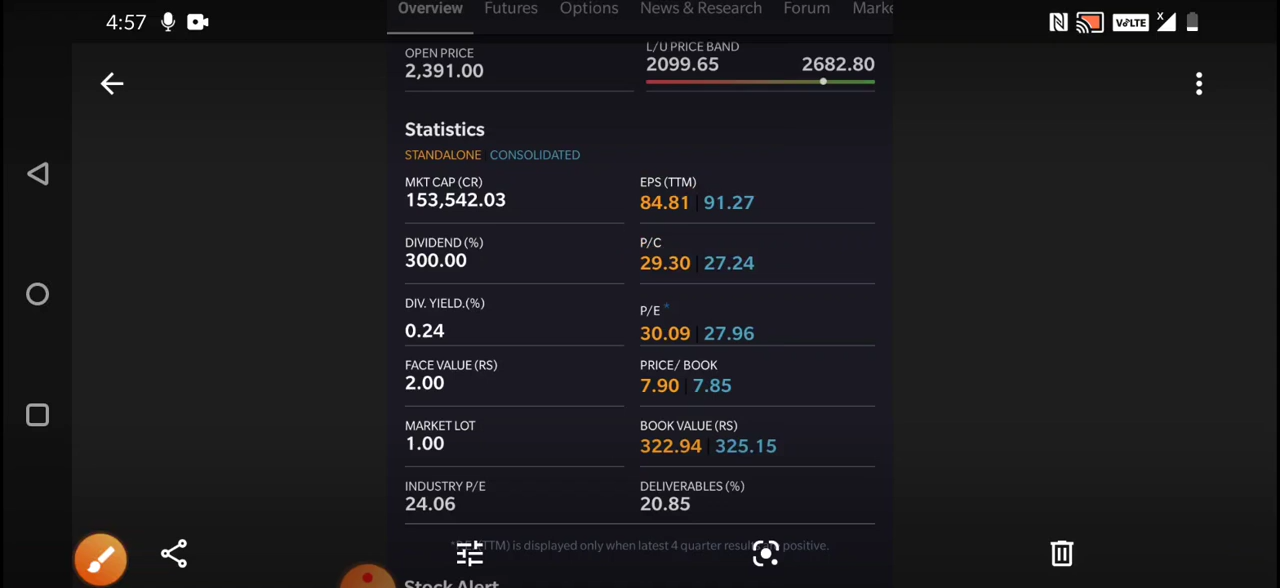 4:57
VoLTE X
Overview Futures Options News & Research Forum Marke
OPEN PRICE
2,391.00
L/U PRICE BAND
2099.65 2682.80
Statistics
STANDALONE CONSOLIDATED
MKT CAP (CR)
153,542.03
EPS (TTM)
84.81 | 91.27
DIVIDEND (%)
300.00
P/C
29.30 | 27.24
DIV. YIELD.(%)
0.24
P/E *
30.09 | 27.96
FACE VALUE (RS)
2.00
PRICE/ BOOK
7.90 | 7.85
MARKET LOT
1.00
BOOK VALUE (RS)
322.94 | 325.15
INDUSTRY P/E
24.06
DELIVERABLES (%)
20.85
TTM) is displayed only when latest 4 quarter results are positive.
Stock Alert